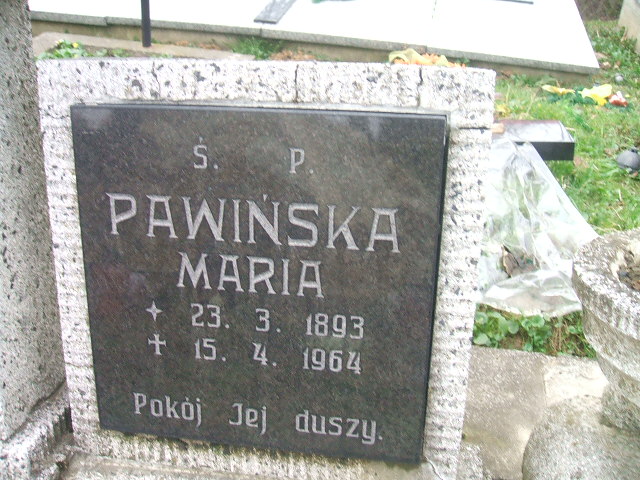 Ś. P.
PAWIŃSKA
MARIA
23. 3. 1893
✝ 15. 4. 1964
Pokój Jej duszy.